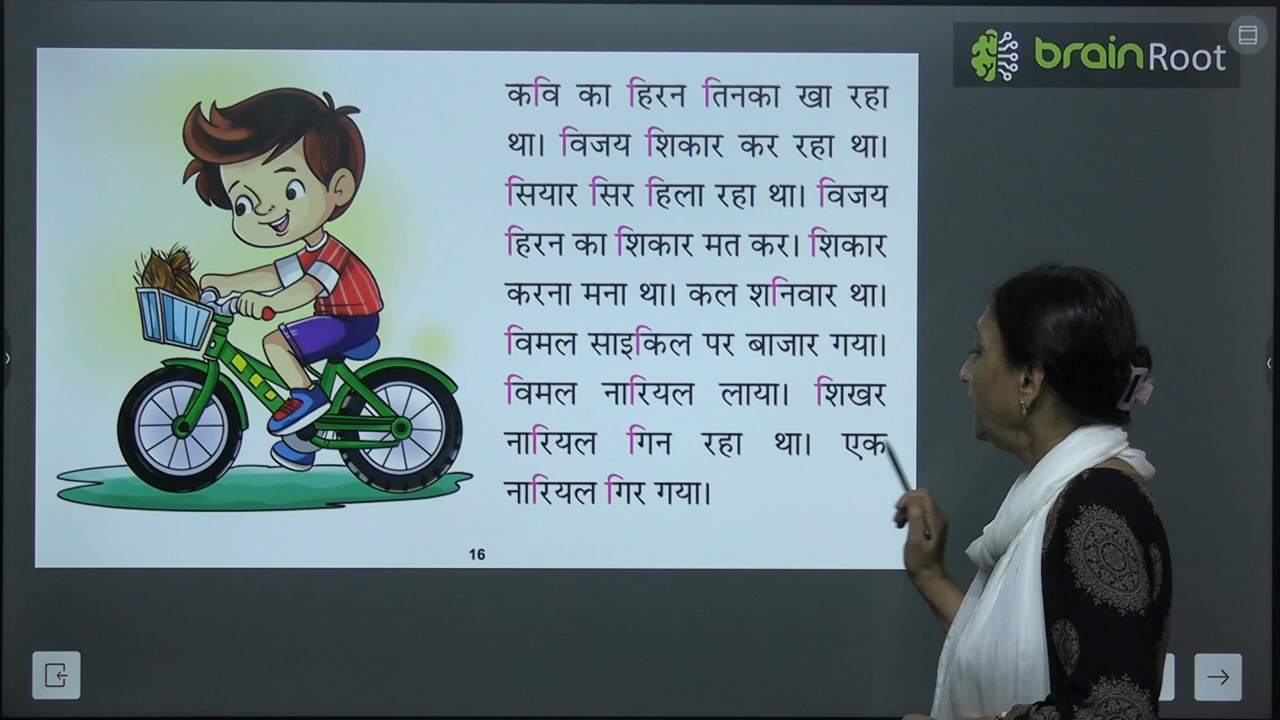 brainRoot
कवि का हिरन तिनका खा रहा
था। विजय शिकार कर रहा था।
सियार सिर हिला रहा था। विजय
हिरन का शिकार मत कर। शिकार
करना मना था। कल शनिवार था।
विमल साइकिल पर बाजार गया।
विमल नारियल लाया। शिखर
नारियल गिन रहा था। एक
नारियल गिर गया।
16